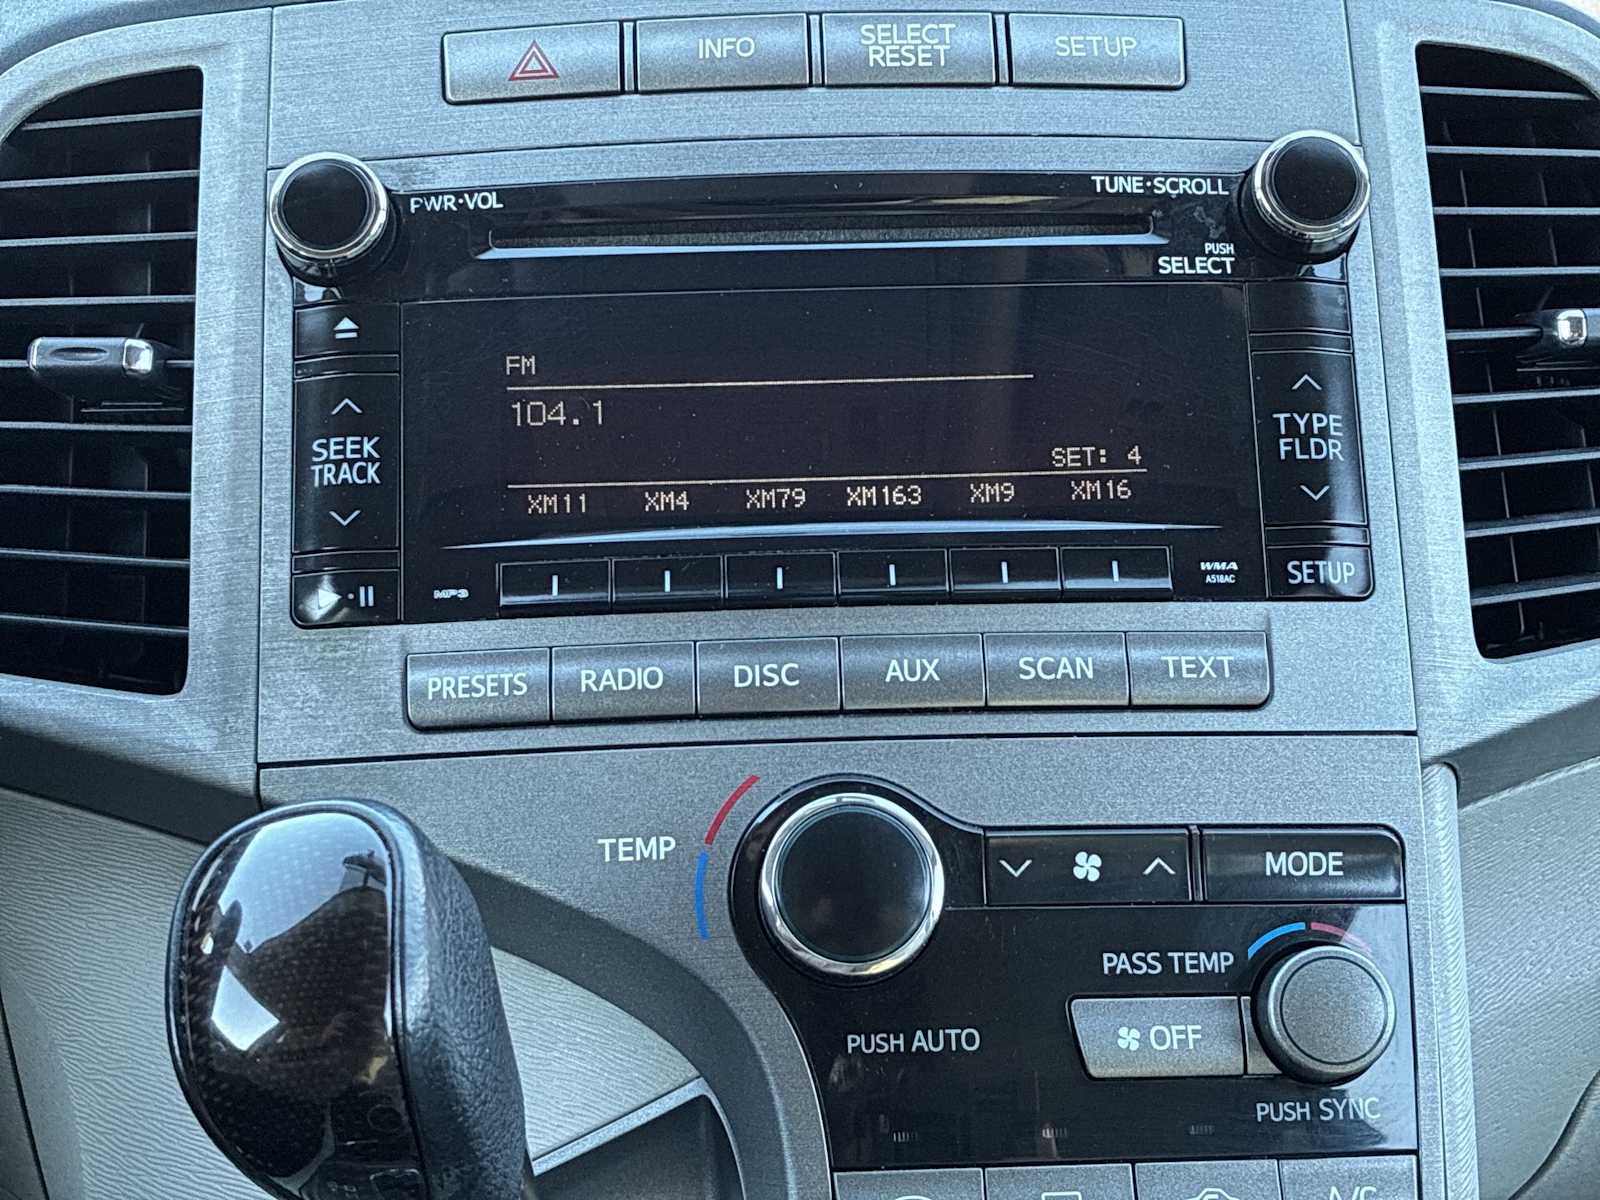 INFO
SELECT
RESET
SETUP
PWR·VOL
TUNE·SCROLL
PUSH
SELECT
FM
104.1
SEEK
TRACK
TYPE
FLDR
SET: 4
XM11 XM4 XM79 XM163 XM9 XM16
MP3
WMA
A518AC
SETUP
PRESETS RADIO DISC AUX SCAN TEXT
TEMP
MODE
PASS TEMP
PUSH AUTO
OFF
PUSH SYNC
A/C